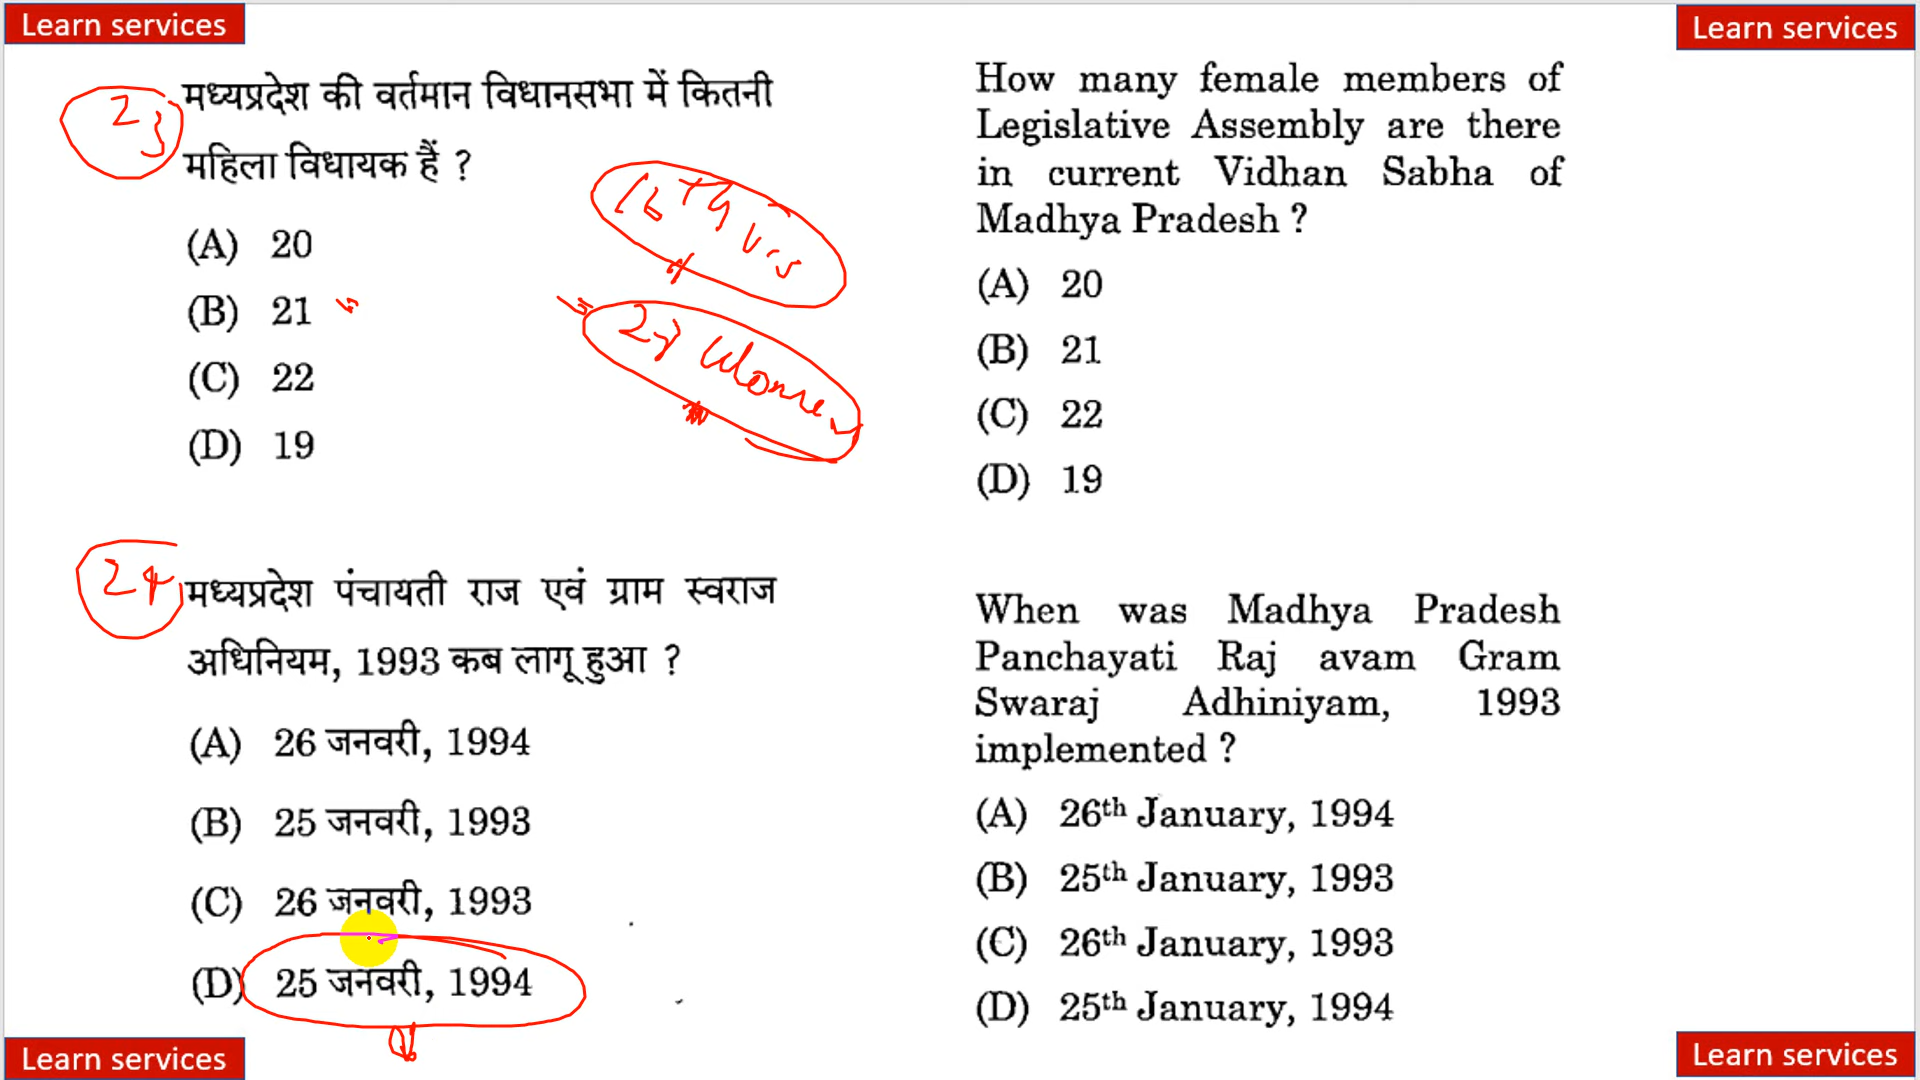 Learn services
Learn services
23
मध्यप्रदेश की वर्तमान विधानसभा में कितनी
महिला विधायक हैं ?
(A) 20
(B) 21
(C) 22
(D) 19
16th
Women
How many female members of
Legislative Assembly are there
in current Vidhan Sabha of
Madhya Pradesh ?
(A) 20
(B) 21
(C) 22
(D) 19
24
मध्यप्रदेश पंचायती राज एवं ग्राम स्वराज
अधिनियम, 1993 कब लागू हुआ ?
(A) 26 जनवरी, 1994
(B) 25 जनवरी, 1993
(C) 26 जनवरी, 1993
(D) 25 जनवरी, 1994
When was Madhya Pradesh
Panchayati Raj avam Gram
Swaraj Adhiniyam, 1993
implemented ?
(A) 26th January, 1994
(B) 25th January, 1993
(C) 26th January, 1993
(D) 25th January, 1994
Learn services
Learn services